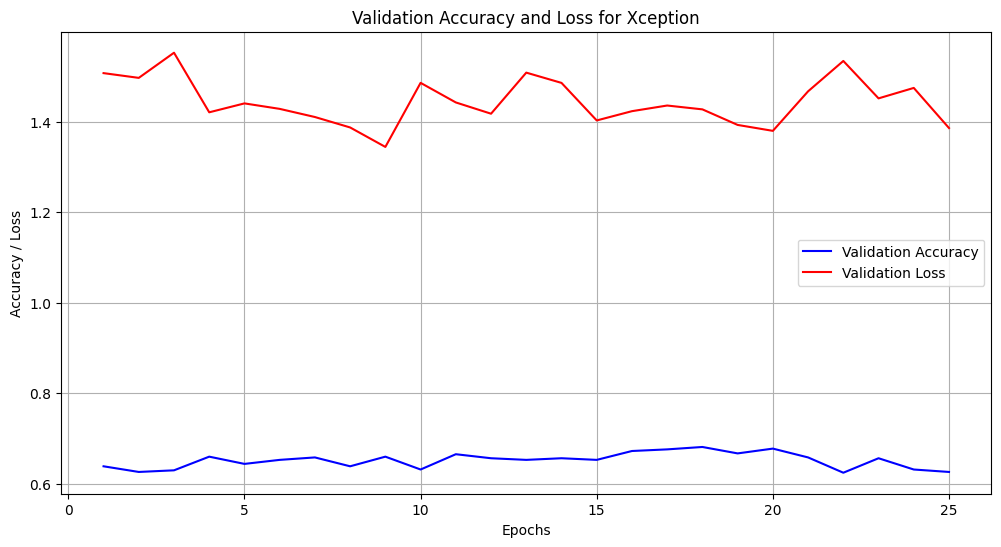 Validation Accuracy and Loss for Xception
Accuracy / Loss
1.4
1.2
1.0
0.8
0.6
Validation Accuracy
Validation Loss
0 5 10 15 20 25
Epochs